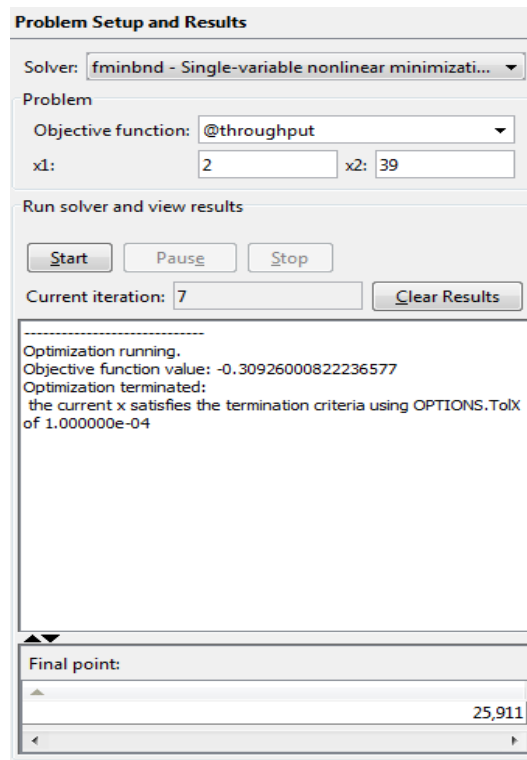 Problem Setup and Results
Solver: fminbnd - Single-variable nonlinear minimizati...
Problem
Objective function: @throughput
x1: 2 x2: 39
Run solver and view results
Start Pause Stop
Current iteration: 7 Clear Results
-----------------------------
Optimization running.
Objective function value: -0.30926000822236577
Optimization terminated:
the current x satisfies the termination criteria using OPTIONS.TolX
of 1.000000e-04
Final point:
25,911